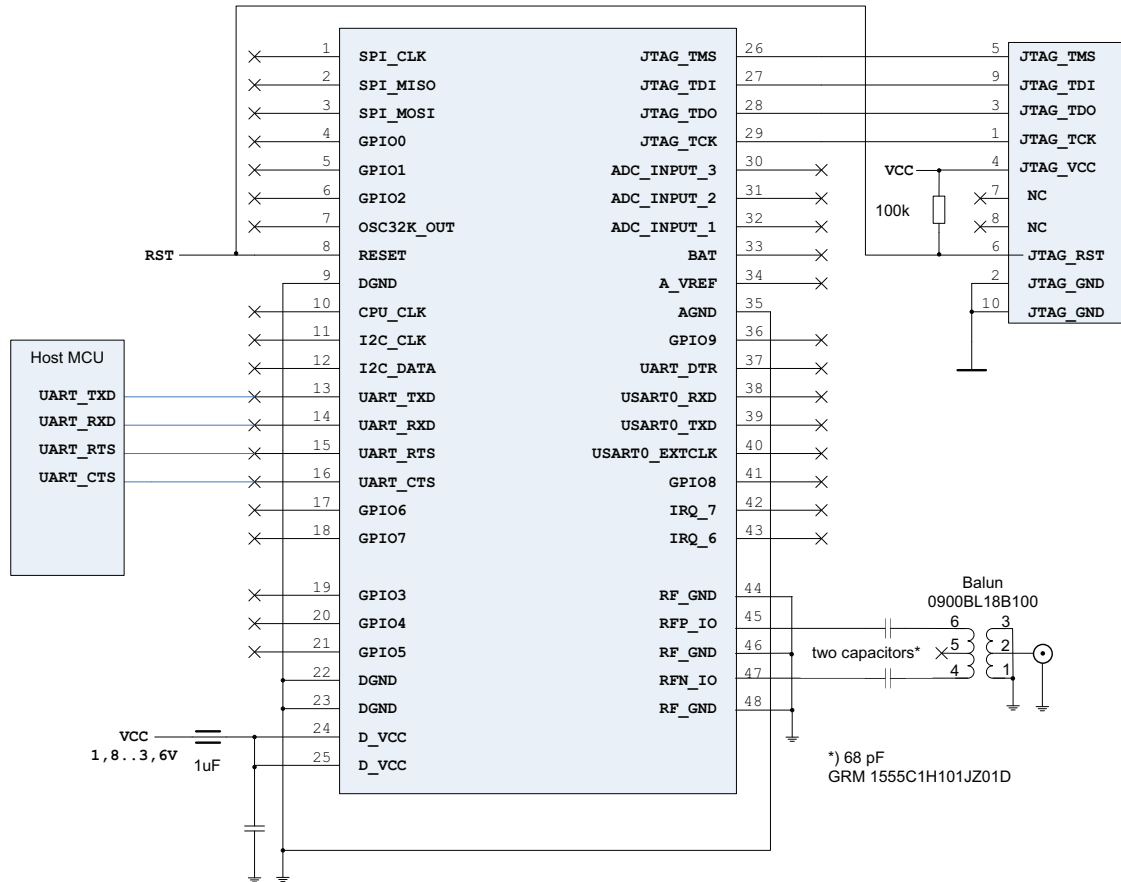 Host MCU
UART_TXD
UART_RXD
UART_RTS
UART_CTS
RST
VCC
1,8..3,6V
1uF
1 SPI_CLK
2 SPI_MISO
3 SPI_MOSI
4 GPIO0
5 GPIO1
6 GPIO2
7 OSC32K_OUT
8 RESET
9 DGND
10 CPU_CLK
11 I2C_CLK
12 I2C_DATA
13 UART_TXD
14 UART_RXD
15 UART_RTS
16 UART_CTS
17 GPIO6
18 GPIO7
19 GPIO3
20 GPIO4
21 GPIO5
22 DGND
23 DGND
24 D_VCC
25 D_VCC
JTAG_TMS 26
JTAG_TDI 27
JTAG_TDO 28
JTAG_TCK 29
ADC_INPUT_3 30
ADC_INPUT_2 31
ADC_INPUT_1 32
BAT 33
A_VREF 34
AGND 35
GPIO9 36
UART_DTR 37
USART0_RXD 38
USART0_TXD 39
USART0_EXTCLK 40
GPIO8 41
IRQ_7 42
IRQ_6 43
RF_GND 44
RFP_IO 45
RF_GND 46
RFN_IO 47
RF_GND 48
VCC
100k
5 JTAG_TMS
9 JTAG_TDI
3 JTAG_TDO
1 JTAG_TCK
4 JTAG_VCC
7 NC
8 NC
6 JTAG_RST
2 JTAG_GND
10 JTAG_GND
Balun
0900BL18B100
6 3
5 2
4 1
two capacitors*
*) 68 pF
GRM 1555C1H101JZ01D